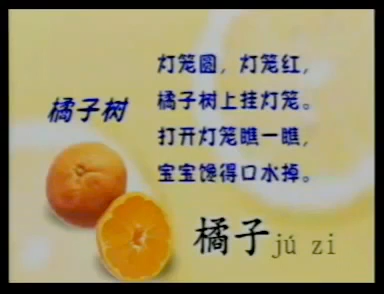 橘子树
灯笼圆，灯笼红，
橘子树上挂灯笼。
打开灯笼瞧一瞧，
宝宝馋得口水掉。
橘子 jú zi